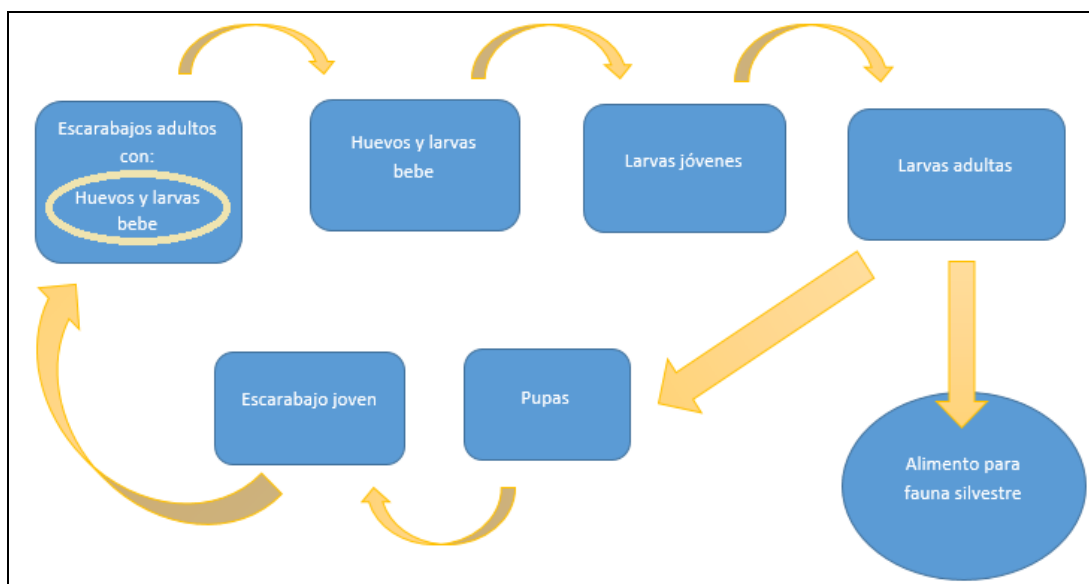 Escarabajos adultos
con:
Huevos y larvas
bebe
Huevos y larvas
bebe
Larvas jóvenes
Larvas adultas
Escarabajo joven
Pupas
Alimento para
fauna silvestre